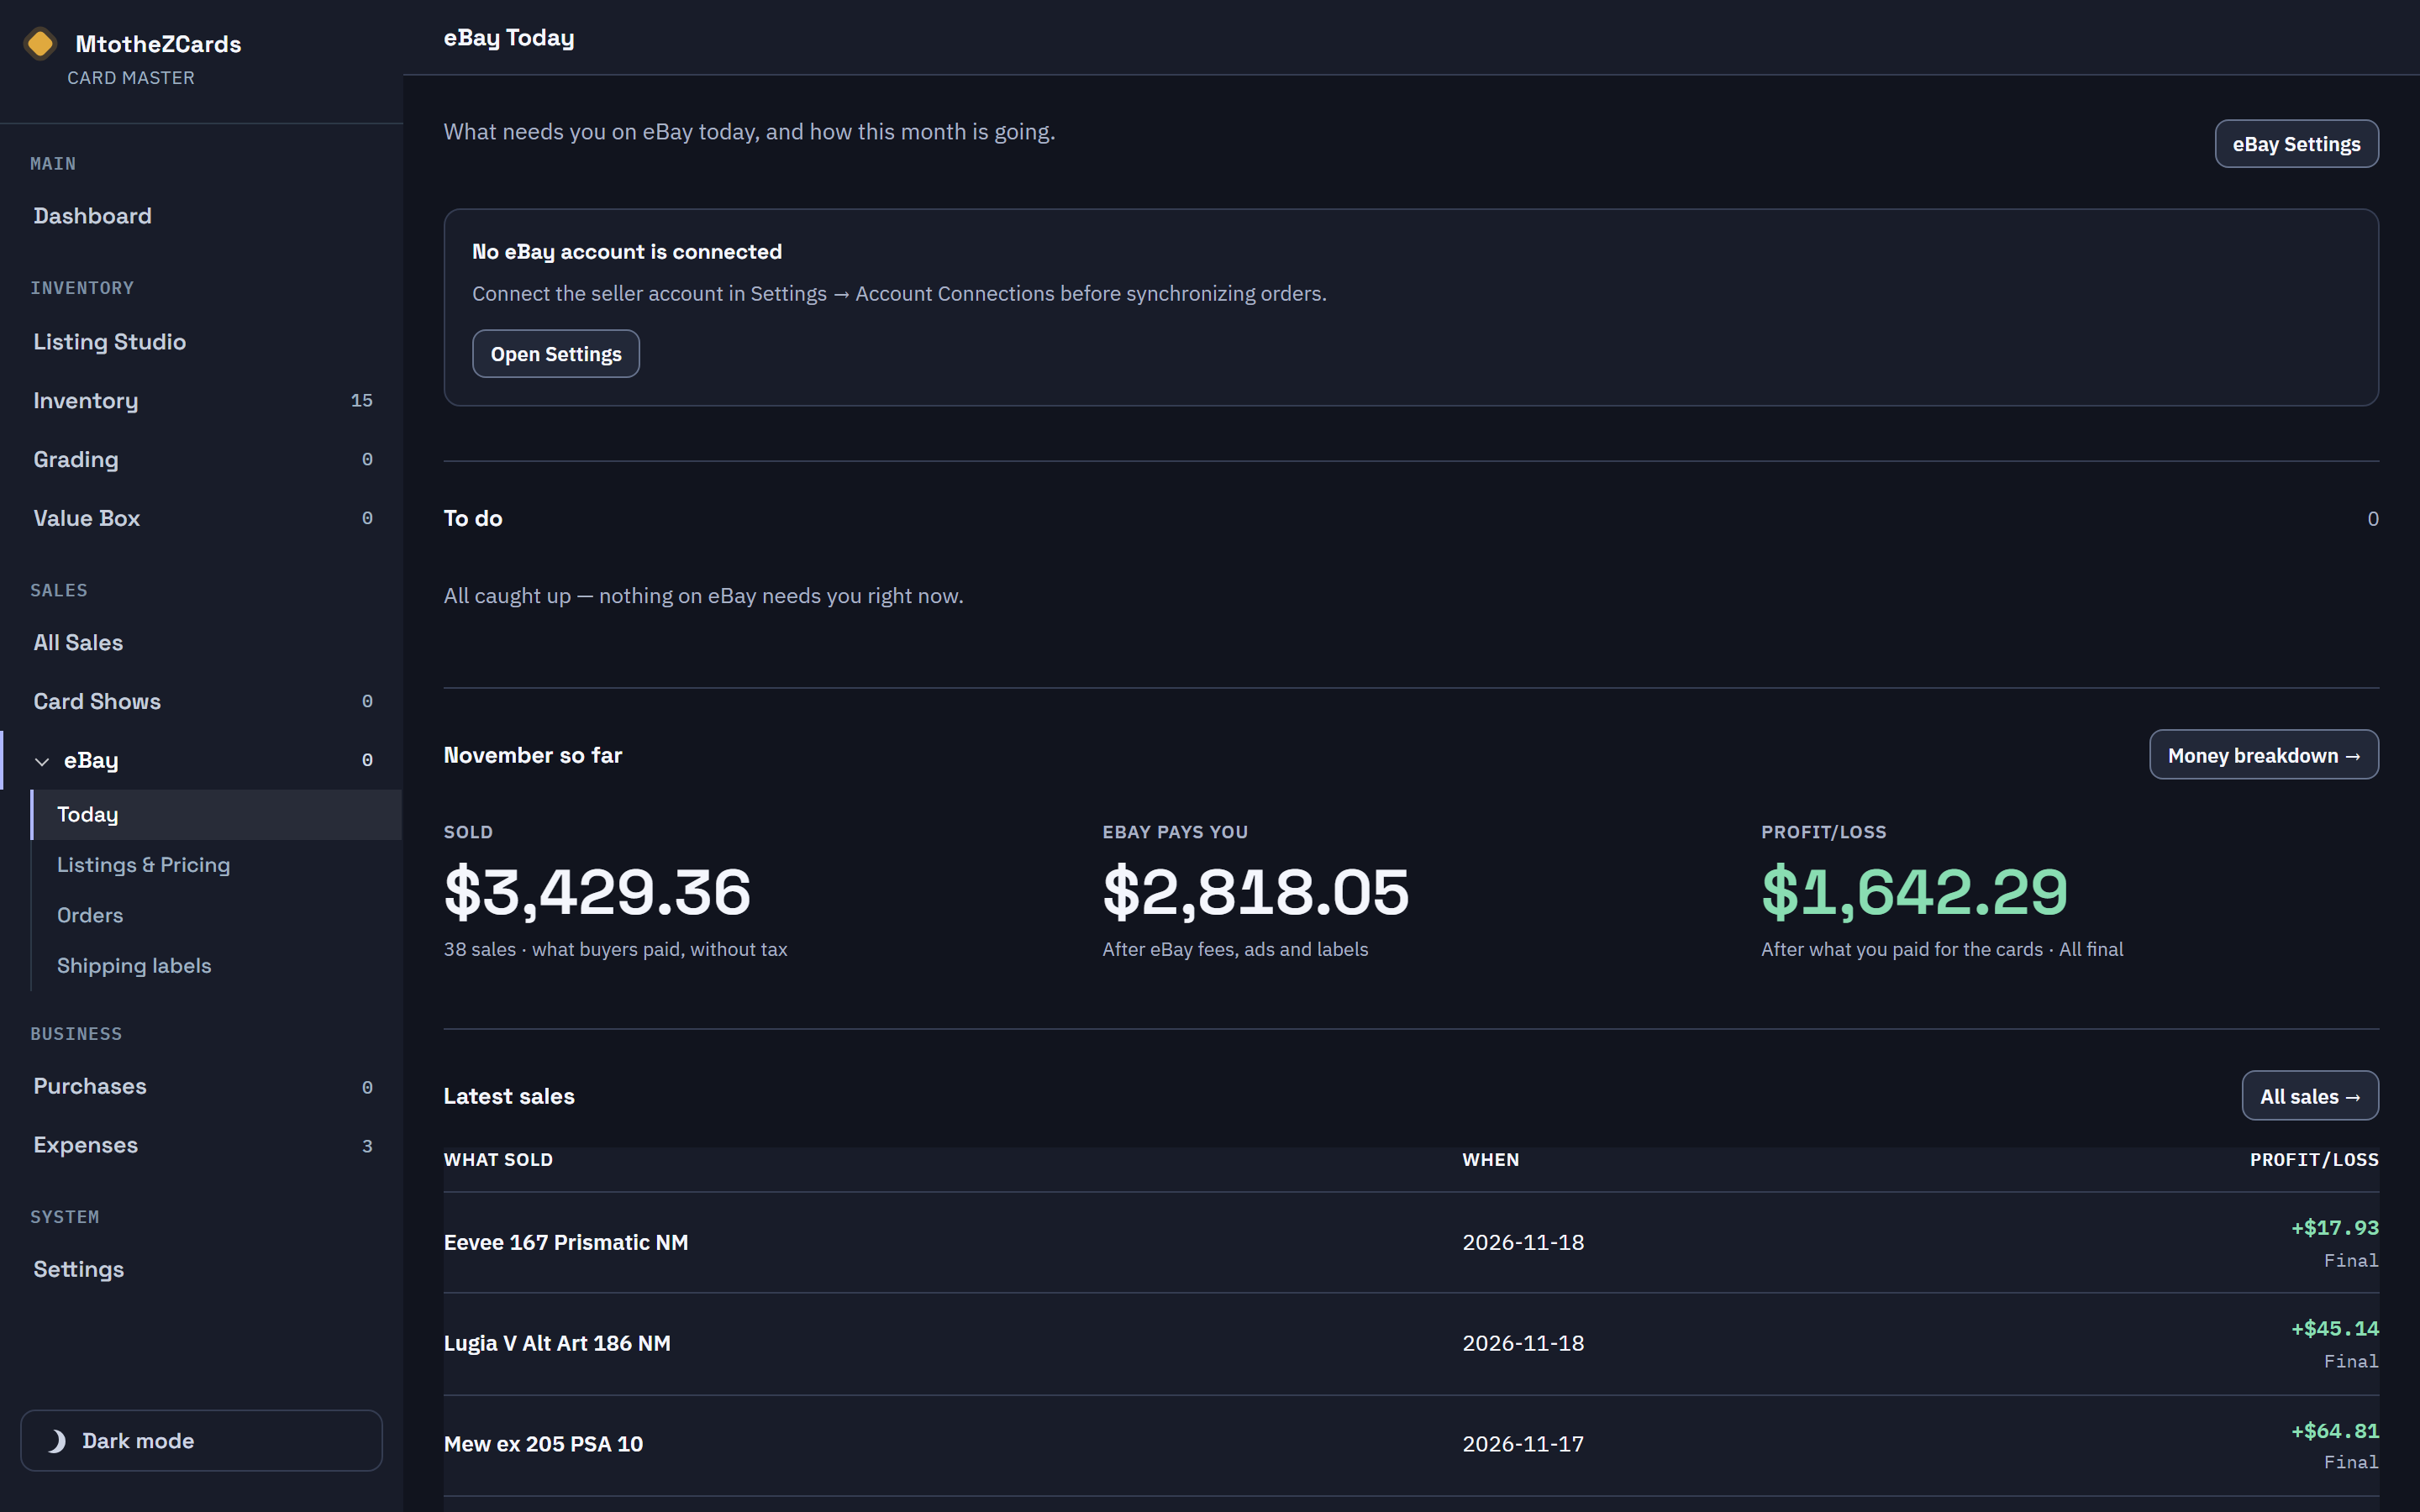 MtotheZCards
CARD MASTER
MAIN
Dashboard
INVENTORY
Listing Studio
Inventory 15
Grading 0
Value Box 0
SALES
All Sales
Card Shows 0
eBay 0
Today
Listings & Pricing
Orders
Shipping labels
BUSINESS
Purchases 0
Expenses 3
SYSTEM
Settings
Dark mode
eBay Today
What needs you on eBay today, and how this month is going.
eBay Settings
No eBay account is connected
Connect the seller account in Settings → Account Connections before synchronizing orders.
Open Settings
To do 0
All caught up — nothing on eBay needs you right now.
November so far
Money breakdown →
SOLD
$3,429.36
38 sales · what buyers paid, without tax
EBAY PAYS YOU
$2,818.05
After eBay fees, ads and labels
PROFIT/LOSS
$1,642.29
After what you paid for the cards · All final
Latest sales
All sales →
WHAT SOLD WHEN PROFIT/LOSS
Eevee 167 Prismatic NM 2026-11-18 +$17.93
Final
Lugia V Alt Art 186 NM 2026-11-18 +$45.14
Final
Mew ex 205 PSA 10 2026-11-17 +$64.81
Final